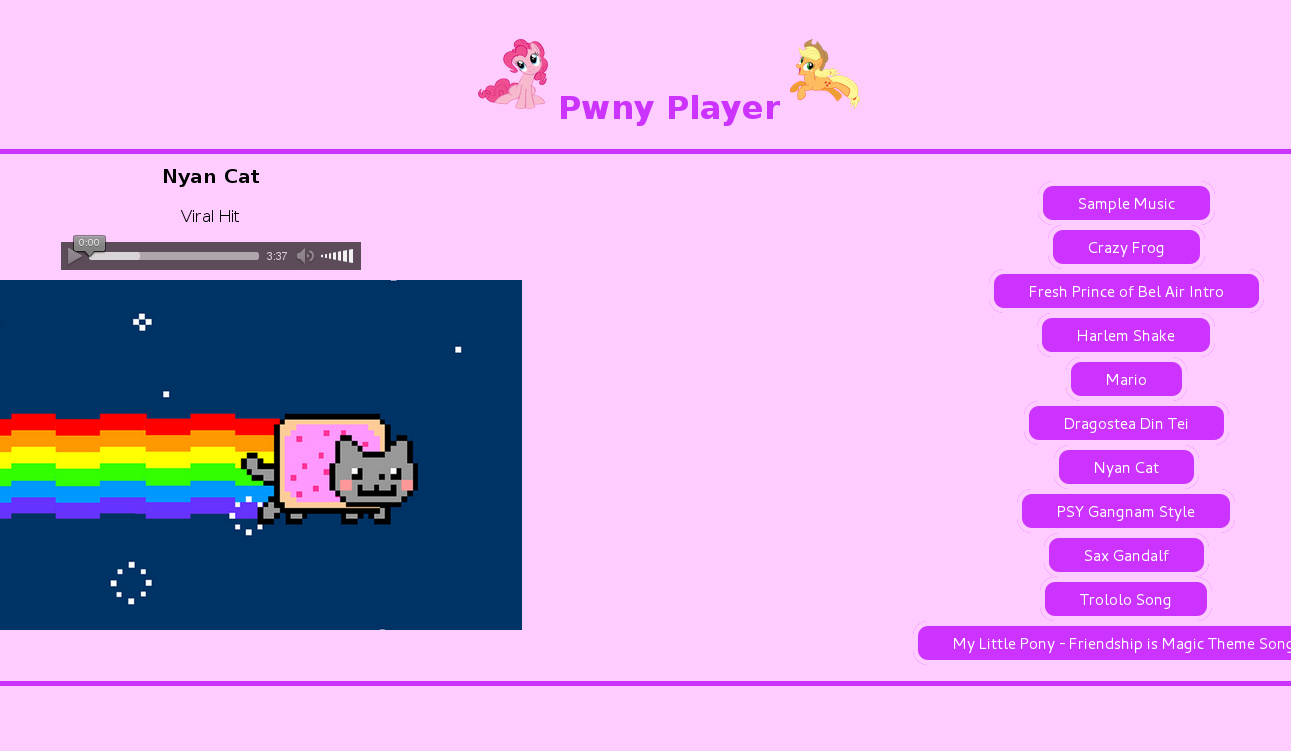 Pwny Player
Nyan Cat
Viral Hit
0:00
3:37
Sample Music
Crazy Frog
Fresh Prince of Bel Air Intro
Harlem Shake
Mario
Dragostea Din Tei
Nyan Cat
PSY Gangnam Style
Sax Gandalf
Trololo Song
My Little Pony - Friendship is Magic Theme Song